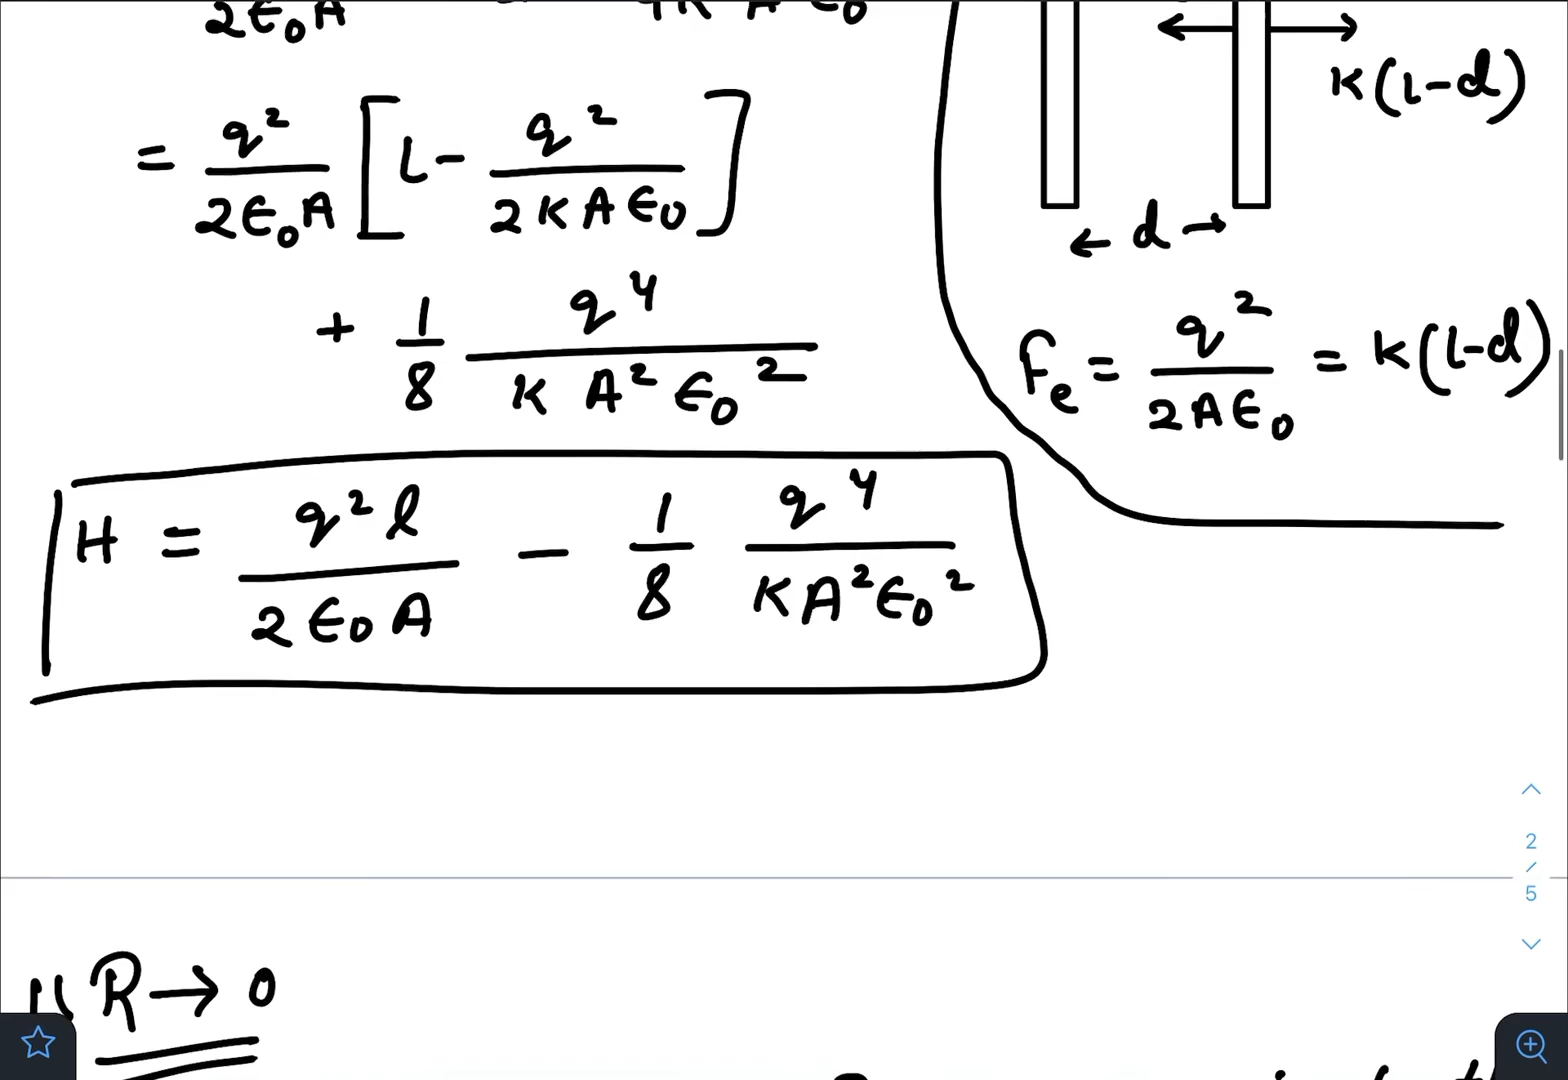 2ε₀A
= q²/2ε₀A [L - q²/2KAε₀]
+ 1/8 q⁴/KA²ε₀²
H = q²l/2ε₀A - 1/8 q⁴/KA²ε₀²
K(L-d)
← d →
Fe = q²/2Aε₀ = K(L-d)
2
/
5
R → 0